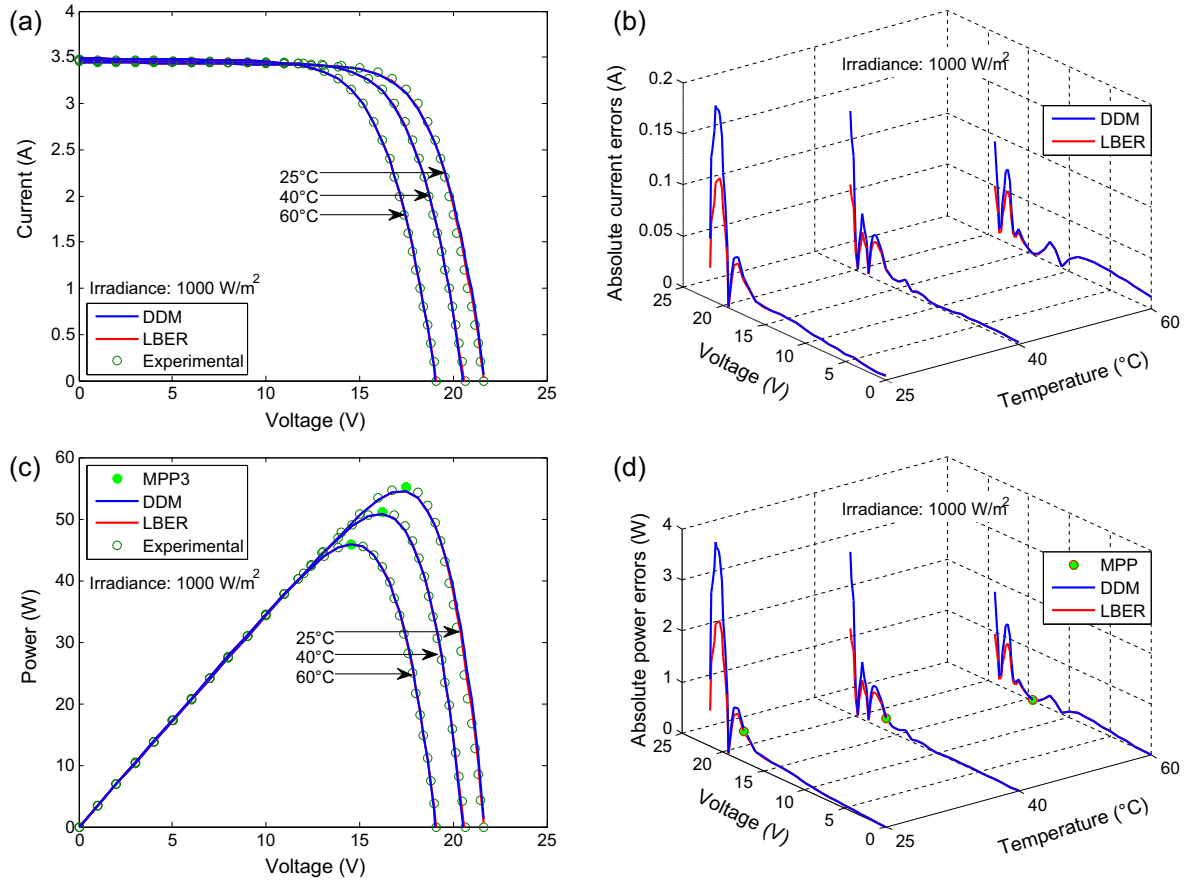 (a)
4
3.5
3
2.5
2
1.5
1
0.5
0
Current (A)
25°C
40°C
60°C
Irradiance: 1000 W/m²
DDM
LBER
Experimental
0 5 10 15 20 25
Voltage (V)
(b)
0.2
0.15
0.1
0.05
0
Absolute current errors (A)
Irradiance: 1000 W/m²
DDM
LBER
25
20
15
10
5
0
Voltage (V)
25
40
60
Temperature (°C)
(c)
60
50
40
30
20
10
0
Power (W)
MPP3
DDM
LBER
Experimental
Irradiance: 1000 W/m²
25°C
40°C
60°C
0 5 10 15 20 25
Voltage (V)
(d)
4
3
2
1
0
Absolute power errors (W)
Irradiance: 1000 W/m²
MPP
DDM
LBER
25
20
15
10
5
0
Voltage (V)
25
40
60
Temperature (°C)